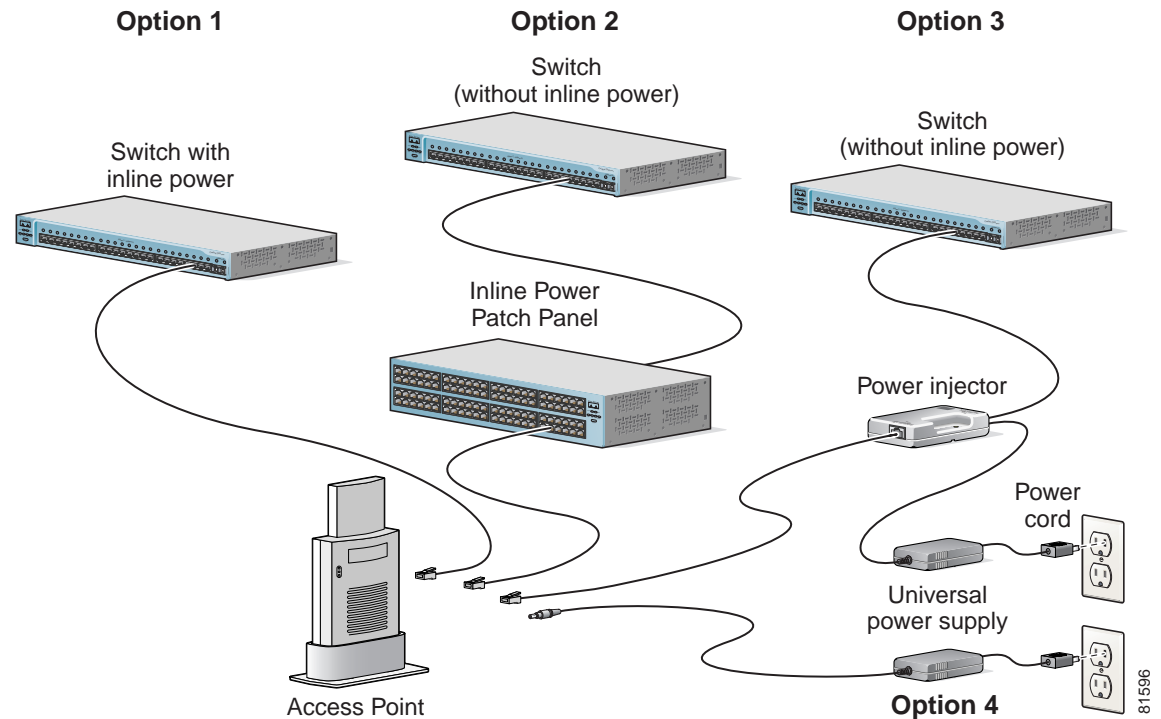 Option 1
Option 2
Option 3
Switch
(without inline power)
Switch with
inline power
Switch
(without inline power)
Inline Power
Patch Panel
Power injector
Power
cord
Universal
power supply
Access Point
Option 4
81596